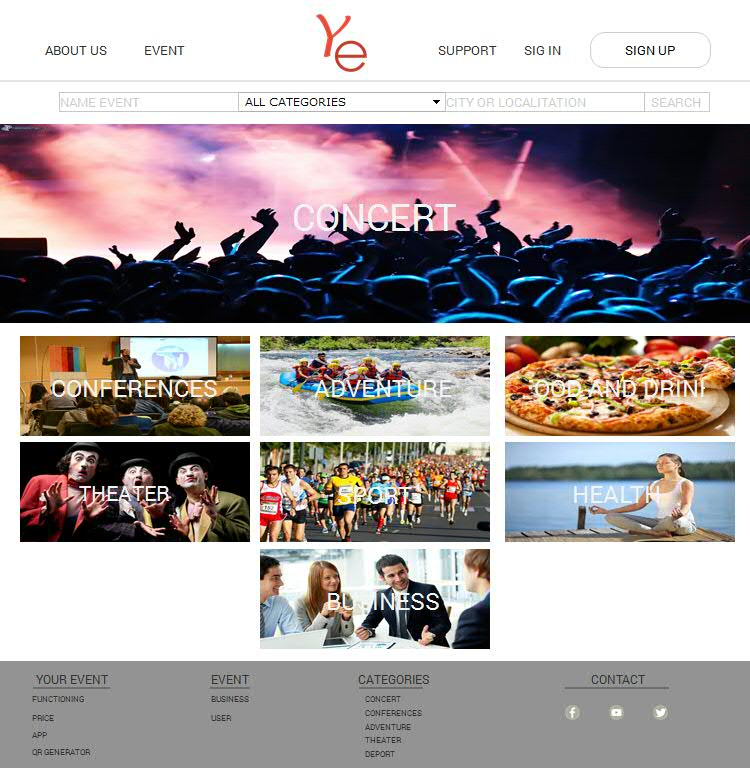 ABOUT US EVENT Ye SUPPORT SIG IN SIGN UP
NAME EVENT ALL CATEGORIES CITY OR LOCALITATION SEARCH
CONCERT
CONFERENCES ADVENTURE OOD AND DRIN
THEATER SPORT HEALTH
BUSINESS
YOUR EVENT EVENT CATEGORIES CONTACT
FUNCTIONING BUSINESS CONCERT
PRICE USER CONFERENCES
APP ADVENTURE
QR GENERATOR THEATER
DEPORT